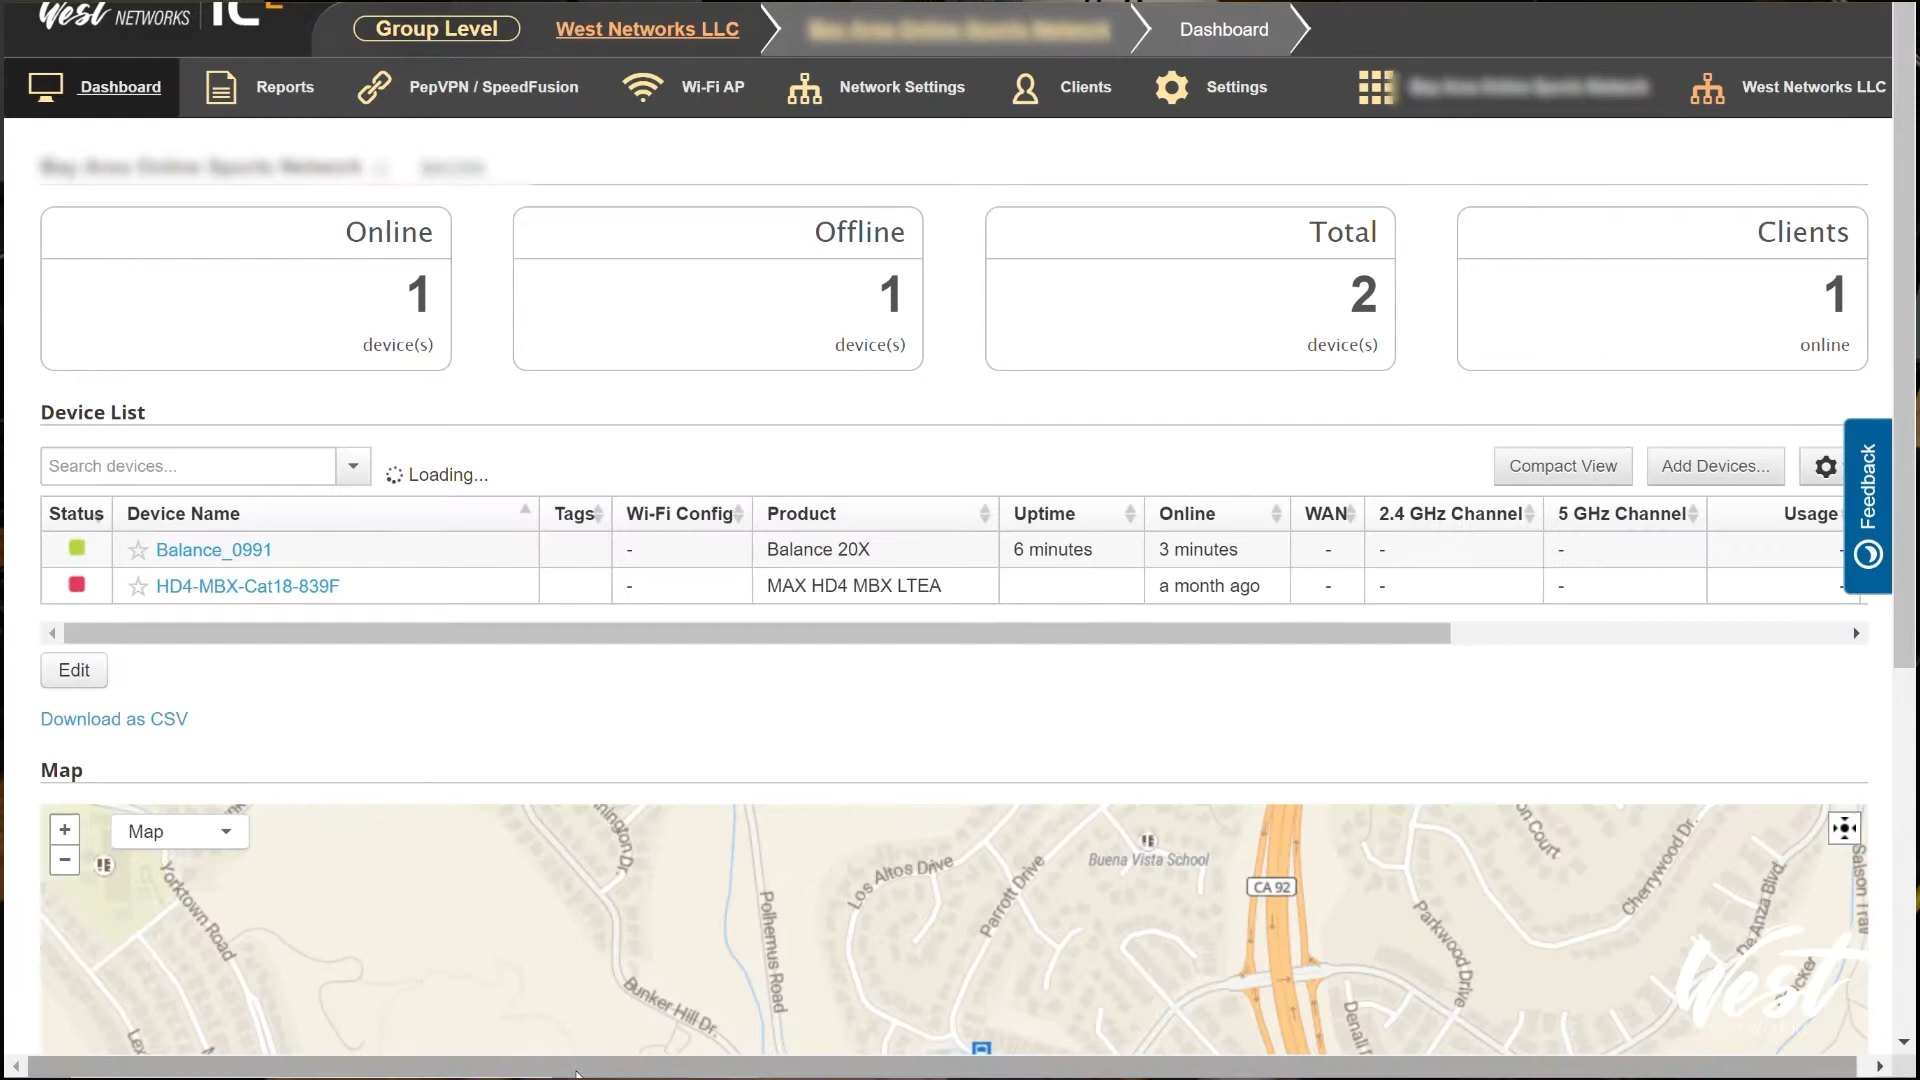 West NETWORKS
Group Level West Networks LLC Dashboard
Dashboard Reports PepVPN / SpeedFusion Wi-Fi AP Network Settings Clients Settings West Networks LLC
Online Offline Total Clients
1 1 2 1
device(s) device(s) device(s) online
Device List
Search devices... Loading... Compact View Add Devices...
Feedback
Status Device Name Tags Wi-Fi Config Product Uptime Online WAN 2.4 GHz Channel 5 GHz Channel Usage
Balance_0991 - Balance 20X 6 minutes 3 minutes - - - -
HD4-MBX-Cat18-839F - MAX HD4 MBX LTEA a month ago - - - -
Edit
Download as CSV
Map
+ Map
−
Yorktown Road
Polhemus Road
Bunker Hill Dr.
Los Altos Drive
Parrott Drive
Buena Vista School
CA 92
Parkwood Drive
Cherrywood Dr.
De Anza Blvd.
West